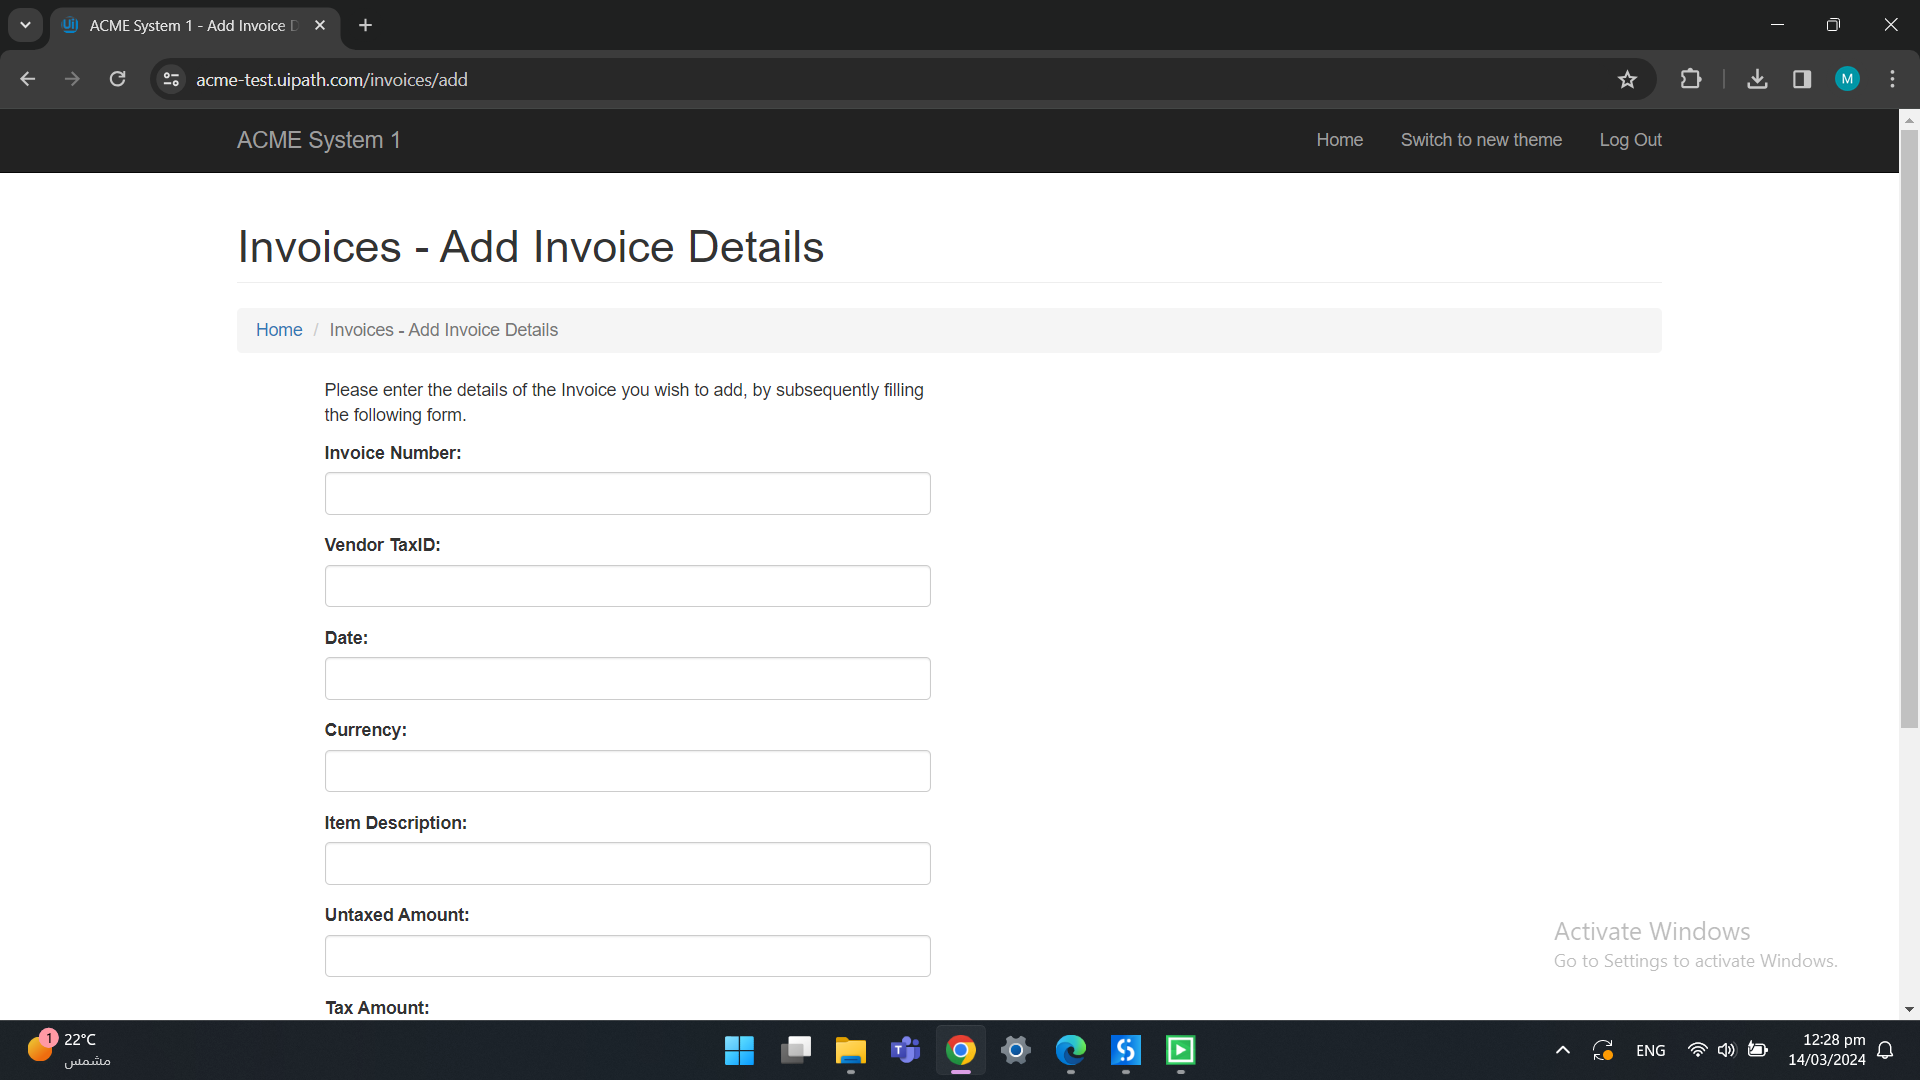 ACME System 1 - Add Invoice D
acme-test.uipath.com/invoices/add
M
ACME System 1
Home
Switch to new theme
Log Out
Invoices - Add Invoice Details
Home / Invoices - Add Invoice Details
Please enter the details of the Invoice you wish to add, by subsequently filling
the following form.
Invoice Number:
Vendor TaxID:
Date:
Currency:
Item Description:
Untaxed Amount:
Tax Amount:
Activate Windows
Go to Settings to activate Windows.
1
22°C
مشمس
ENG
12:28 pm
14/03/2024